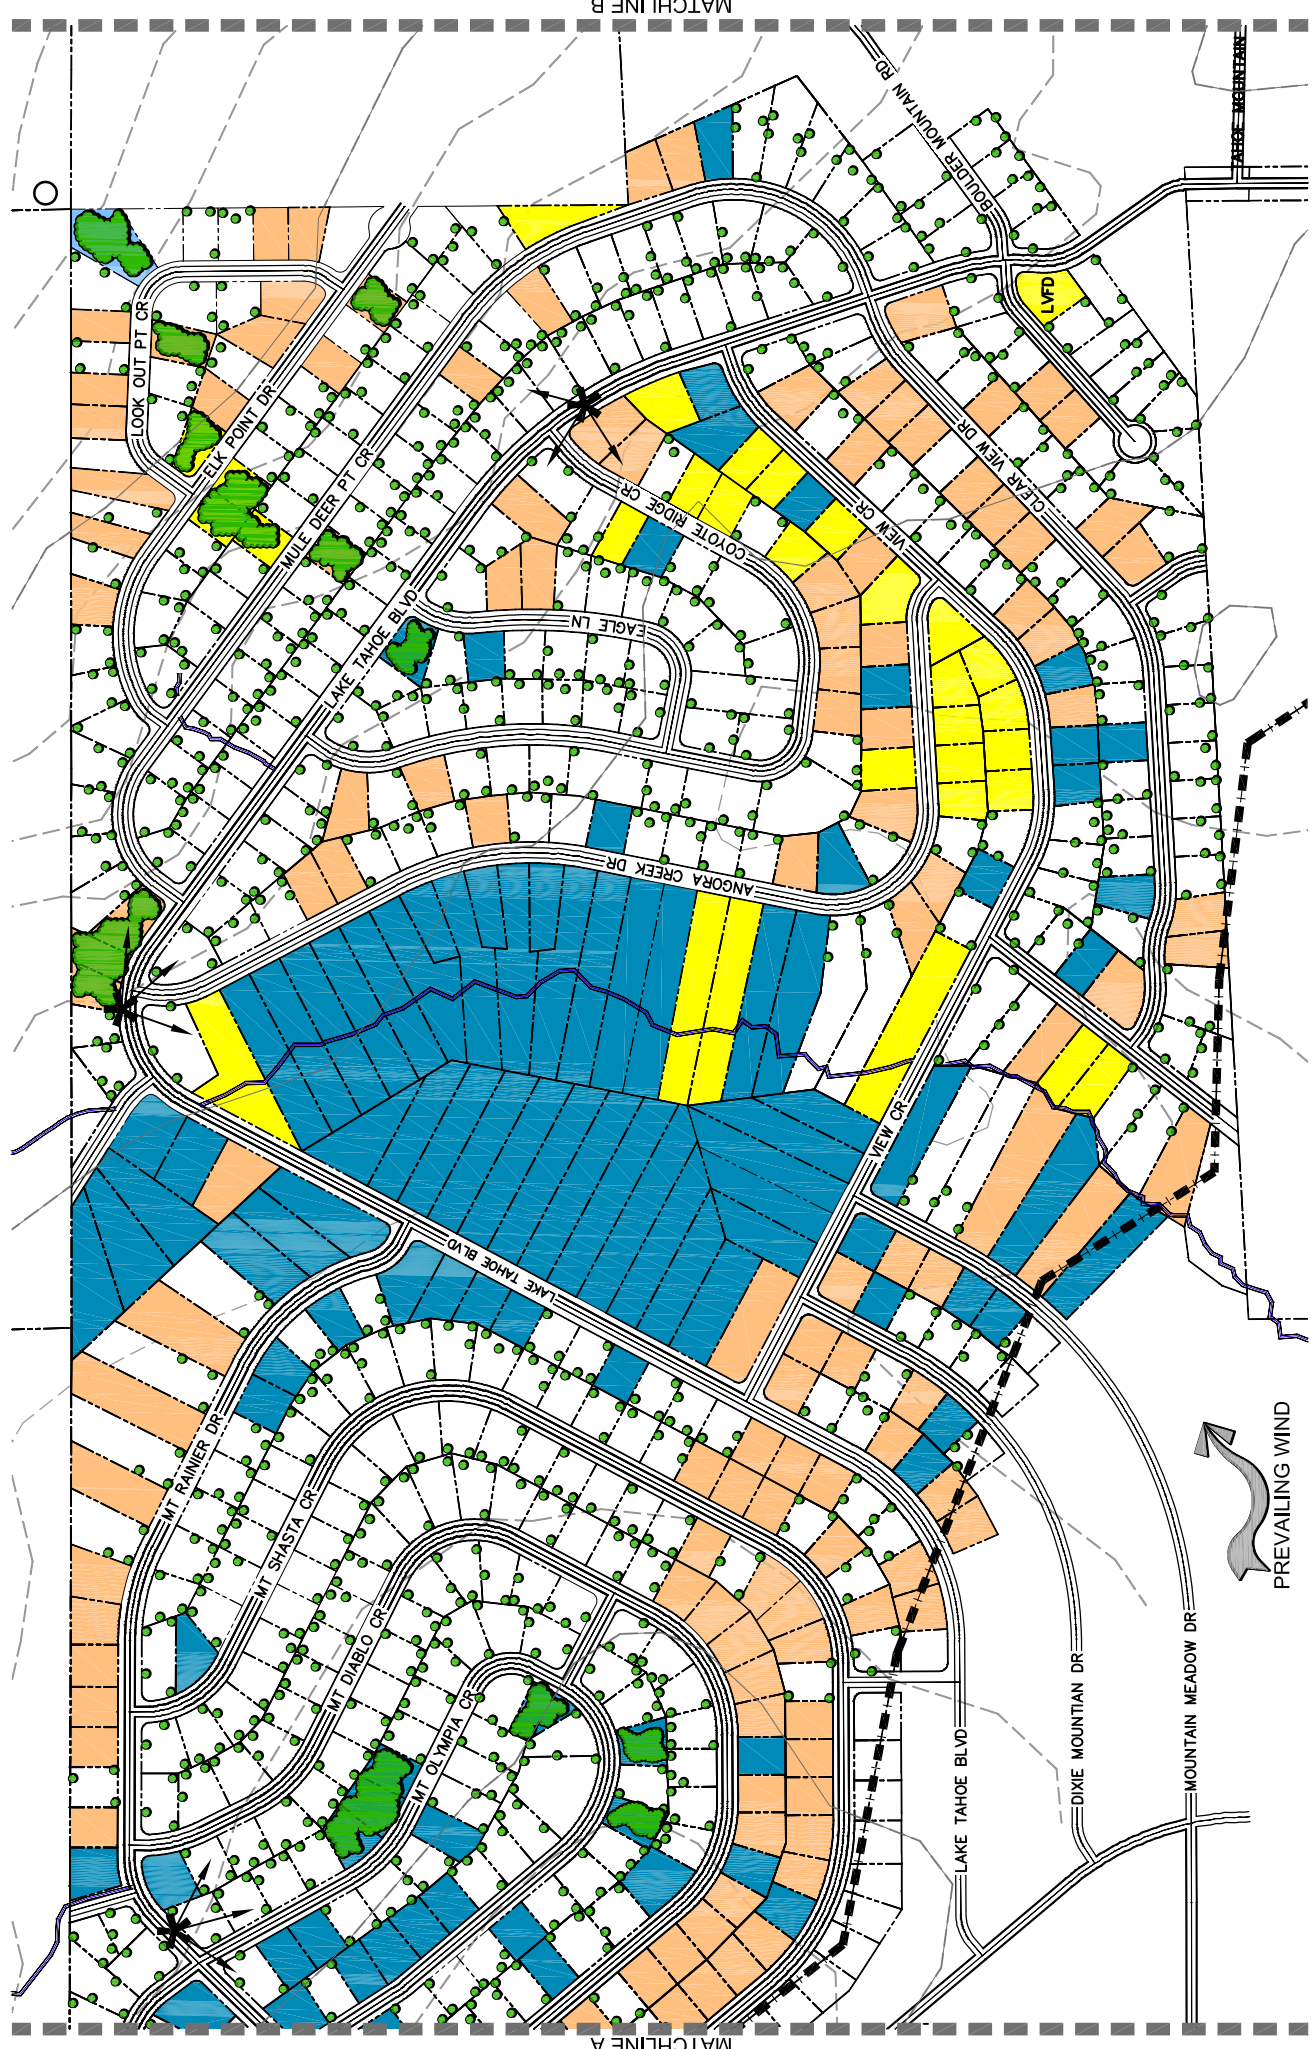 MATCHLINE B
BOULDER MOUNTAIN RD
TAHOE MOUNTAIN
LVFD
LOOK OUT PT CR
ELK POINT DR
MULE DEER PT CR
LAKE TAHOE BLVD
COYOTE RIDGE CR
VIEW CR
CLEAR VIEW DR
EAGLE LN
ANGORA CREEK DR
VIEW CR
LAKE TAHOE BLVD
MT RAINIER DR
MT SHASTA CR
MT DIABLO CR
MT OLYMPIA CR
LAKE TAHOE BLVD
DIXIE MOUNTIAN DR
MOUNTAIN MEADOW DR
PREVAILING WIND
MATCHLINE A